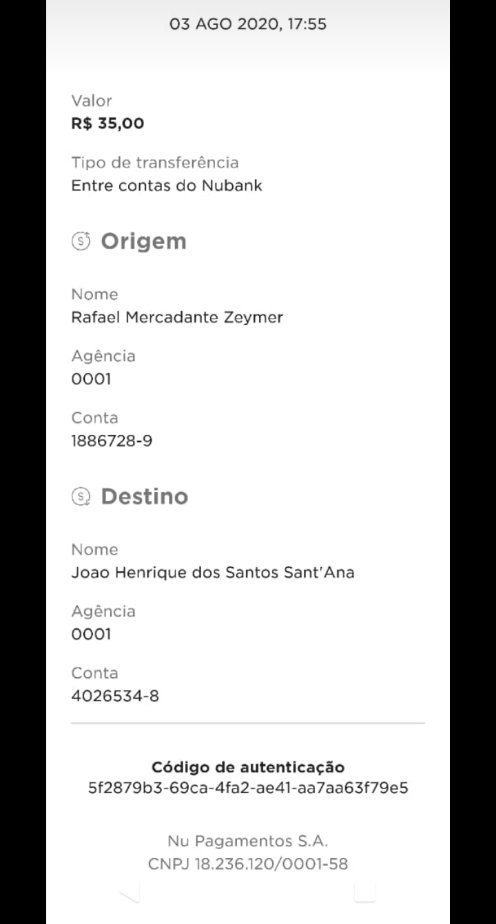 03 AGO 2020, 17:55
Valor
R$ 35,00
Tipo de transferência
Entre contas do Nubank
Origem
Nome
Rafael Mercadante Zeymer
Agência
0001
Conta
1886728-9
Destino
Nome
Joao Henrique dos Santos Sant'Ana
Agência
0001
Conta
4026534-8
Código de autenticação
5f2879b3-69ca-4fa2-ae41-aa7aa63f79e5
Nu Pagamentos S.A.
CNPJ 18.236.120/0001-58